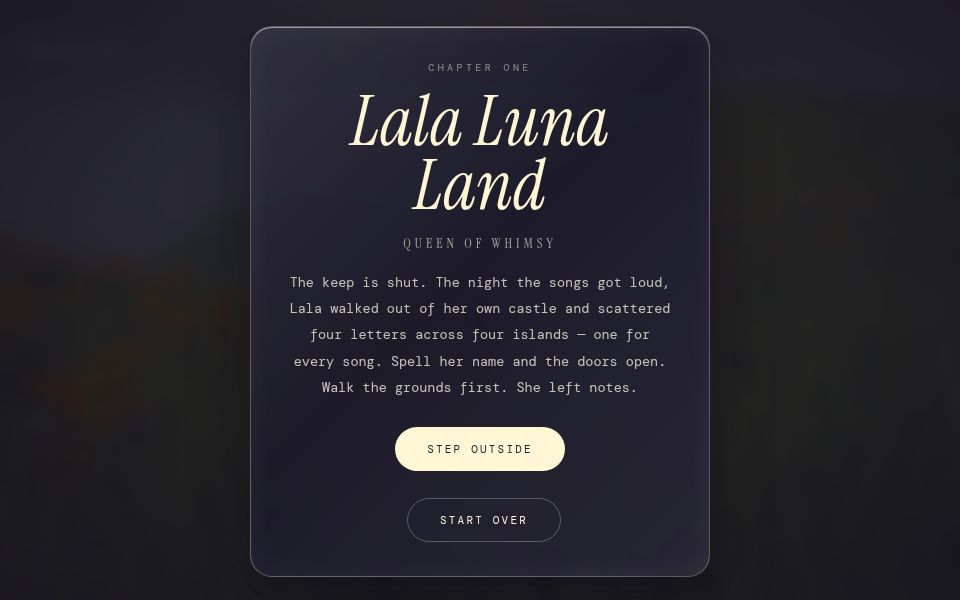 CHAPTER ONE
Lala Luna
Land
QUEEN OF WHIMSY
The keep is shut. The night the songs got loud,
Lala walked out of her own castle and scattered
four letters across four islands — one for
every song. Spell her name and the doors open.
Walk the grounds first. She left notes.
STEP OUTSIDE
START OVER